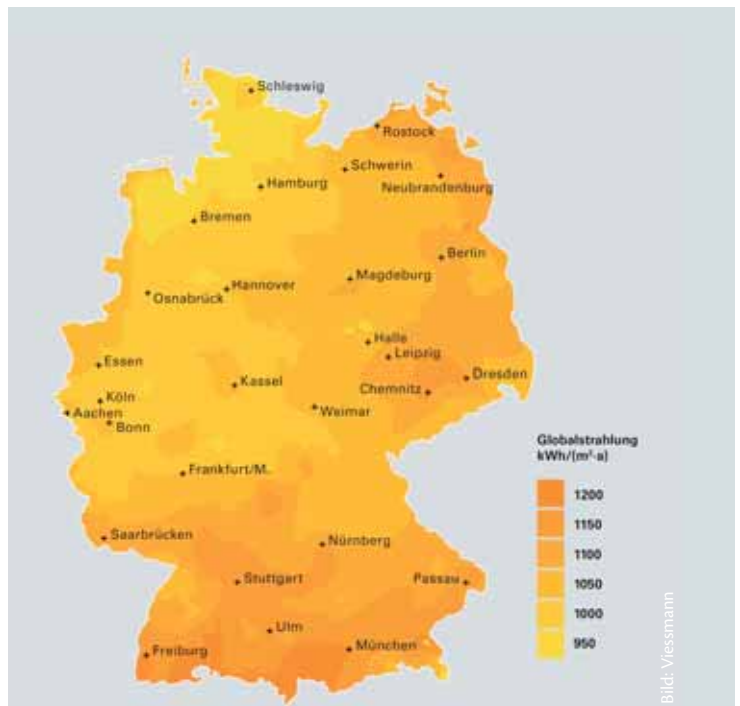 Schleswig
Rostock
Schwerin
Hamburg
Neubrandenburg
Bremen
Berlin
Magdeburg
Hannover
Osnabrück
Halle
Leipzig
Essen
Dresden
Kassel
Chemnitz
Köln
Aachen
Weimar
Bonn
Globalstrahlung
kWh/(m²·a)
Frankfurt/M.
1200
1150
Saarbrücken
Nürnberg
1100
Stuttgart
Passau
1050
1000
Ulm
950
München
Freiburg
Bild: Viessmann